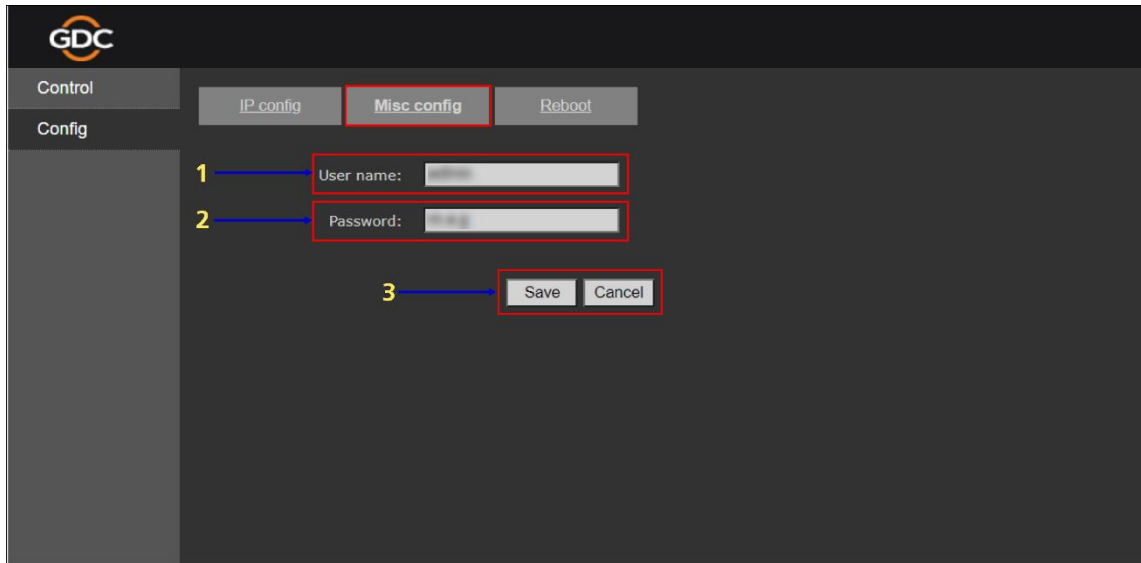 GDC
Control
Config
IP config Misc config Reboot
1 User name:
2 Password:
3 Save Cancel